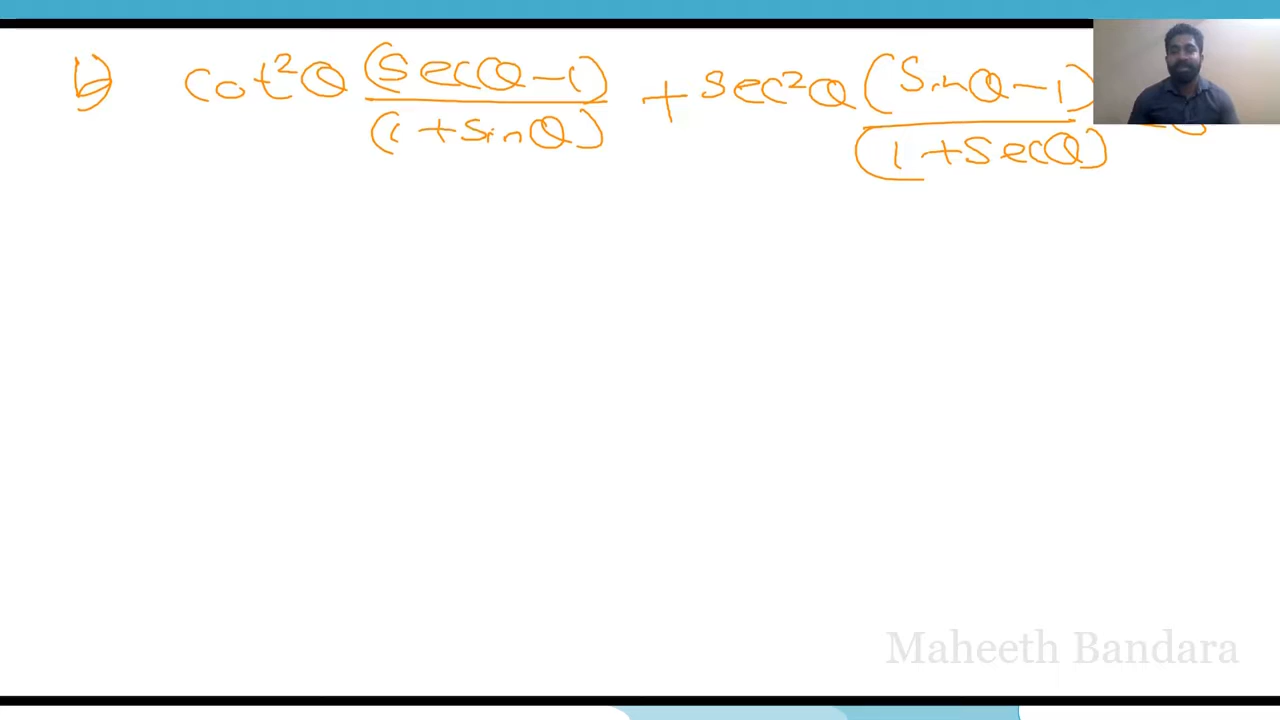 b) cot²θ (secθ-1)/(1+sinθ) + sec²θ (sinθ-1)/(1+secθ)
Maheeth Bandara